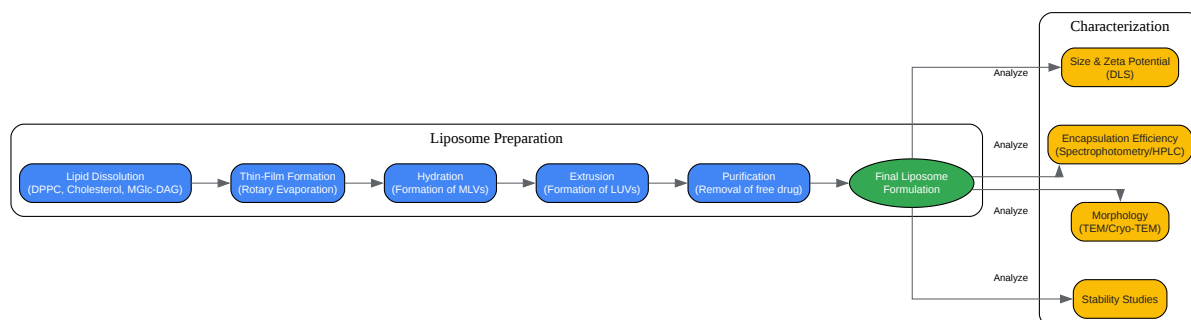 Liposome Preparation
Lipid Dissolution
(DPPC, Cholesterol, MGlc-DAG)
Thin-Film Formation
(Rotary Evaporation)
Hydration
(Formation of MLVs)
Extrusion
(Formation of LUVs)
Purification
(Removal of free drug)
Final Liposome
Formulation
Analyze
Analyze
Analyze
Analyze
Characterization
Size & Zeta Potential
(DLS)
Encapsulation Efficiency
(Spectrophotometry/HPLC)
Morphology
(TEM/Cryo-TEM)
Stability Studies